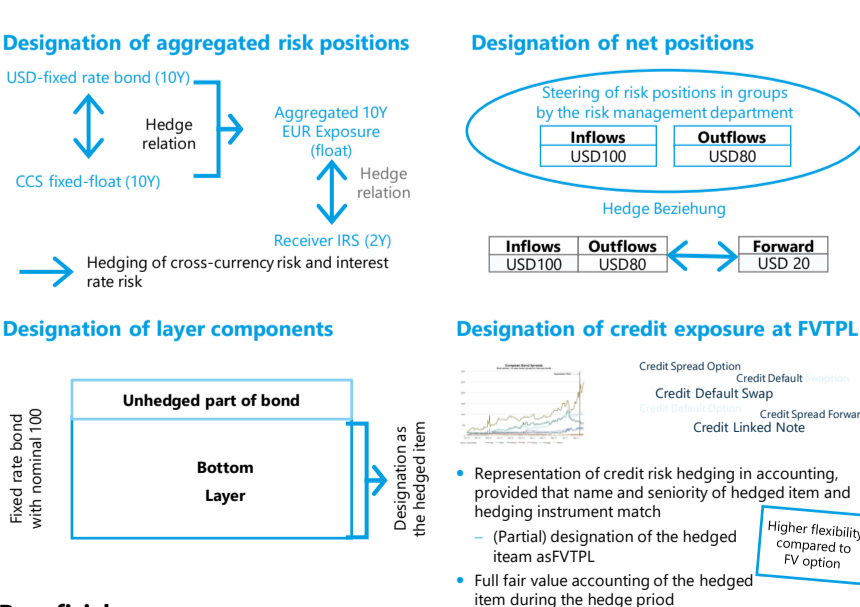 Designation of aggregated risk positions
USD-fixed rate bond (10Y)
Hedge
relation
CCS fixed-float (10Y)
Aggregated 10Y
EUR Exposure
(float)
Hedge
relation
Receiver IRS (2Y)
Hedging of cross-currency risk and interest
rate risk
Designation of net positions
Steering of risk positions in groups
by the risk management department
Inflows Outflows
USD100 USD80
Hedge Beziehung
Inflows Outflows Forward
USD100 USD80 USD 20
Designation of layer components
Fixed rate bond
with nominal 100
Unhedged part of bond
Bottom
Layer
Designation as
the hedged item
Designation of credit exposure at FVTPL
European Bond Spreads
Credit Spread Option
Credit Default Swaption
Credit Default Swap
Credit Default Option
Credit Spread Forwar
Credit Linked Note
• Representation of credit risk hedging in accounting,
provided that name and seniority of hedged item and
hedging instrument match
– (Partial) designation of the hedged
iteam asFVTPL
• Full fair value accounting of the hedged
item during the hedge priod
Higher flexibility
compared to
FV option